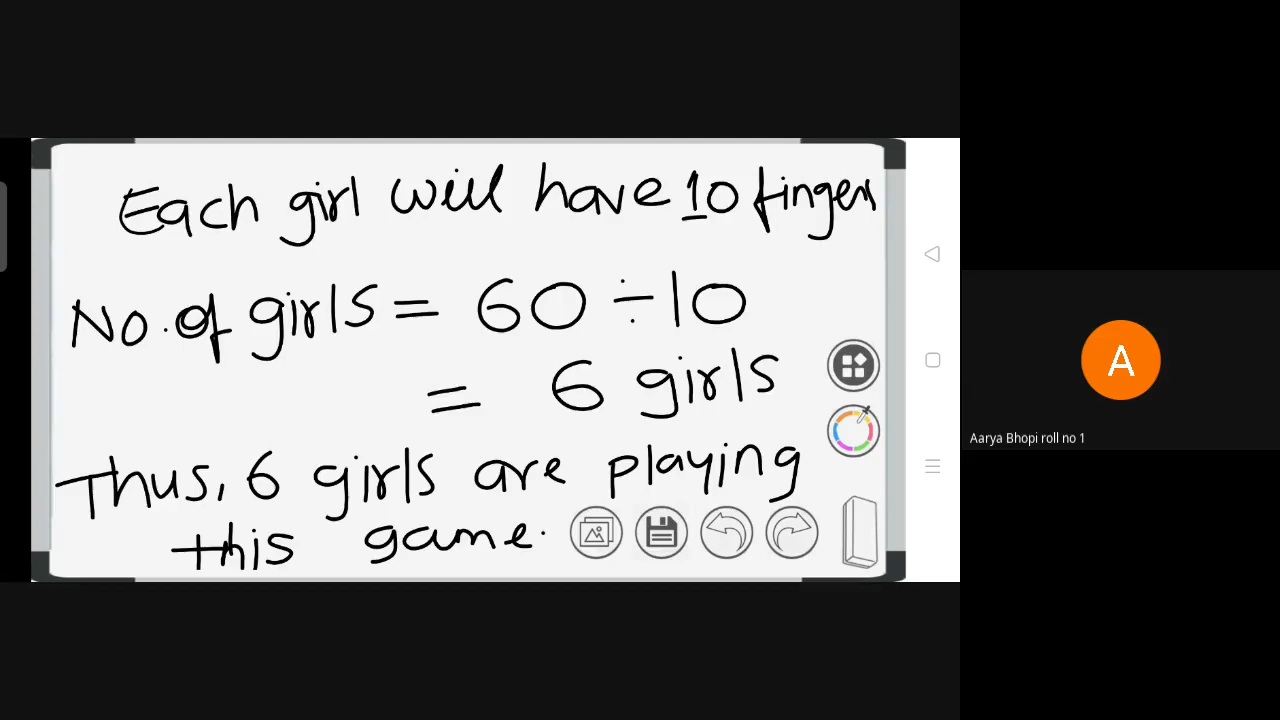 Each girl will have 10 fingers
No. of girls = 60 ÷ 10
= 6 girls
Thus, 6 girls are playing
this game.
A
Aarya Bhopi roll no 1